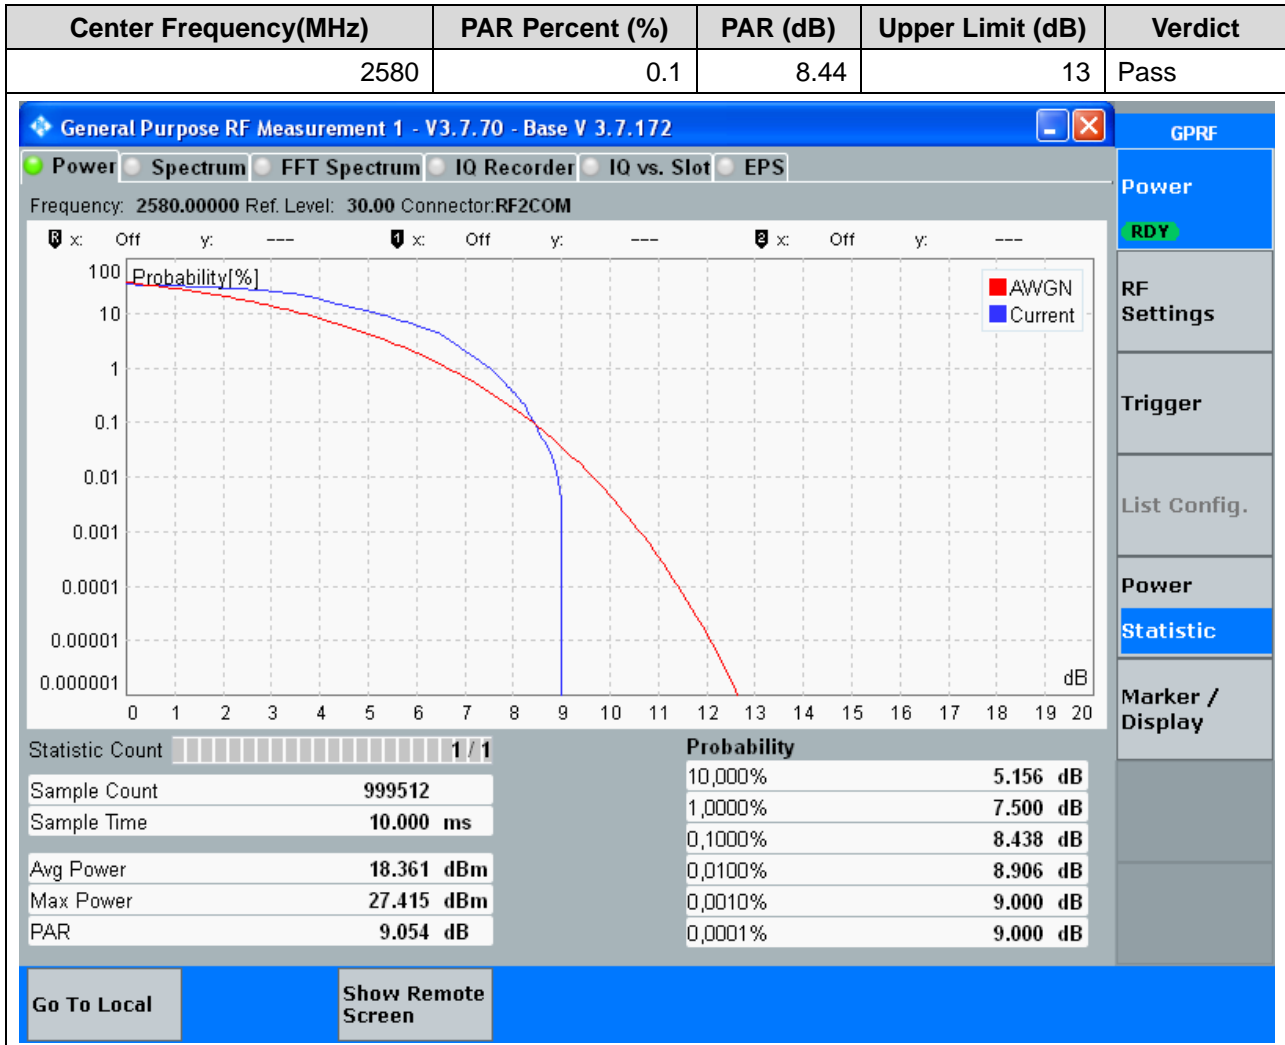 Center Frequency(MHz) PAR Percent (%) PAR (dB) Upper Limit (dB) Verdict
2580 0.1 8.44 13 Pass
General Purpose RF Measurement 1 - V3.7.70 - Base V 3.7.172
GPRF
Power Spectrum FFT Spectrum IQ Recorder IQ vs. Slot EPS
Frequency: 2580.00000 Ref. Level: 30.00 Connector:RF2COM
R x: Off y: --- 1 x: Off y: --- 2 x: Off y: ---
Probability[%]
AWGN
Current
100
10
1
0.1
0.01
0.001
0.0001
0.00001
0.000001
dB
0 1 2 3 4 5 6 7 8 9 10 11 12 13 14 15 16 17 18 19 20
Statistic Count 1 / 1
Sample Count 999512
Sample Time 10.000 ms
Avg Power 18.361 dBm
Max Power 27.415 dBm
PAR 9.054 dB
Probability
10,000% 5.156 dB
1,0000% 7.500 dB
0,1000% 8.438 dB
0,0100% 8.906 dB
0,0010% 9.000 dB
0,0001% 9.000 dB
Power
RDY
RF
Settings
Trigger
List Config.
Power
Statistic
Marker /
Display
Go To Local
Show Remote
Screen